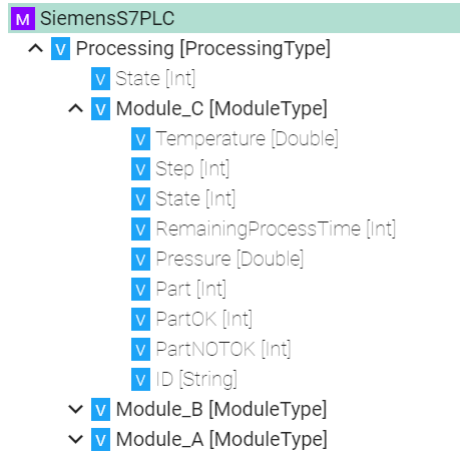 M SiemensS7PLC
V Processing [ProcessingType]
V State [Int]
V Module_C [ModuleType]
V Temperature [Double]
V Step [Int]
V State [Int]
V RemainingProcessTime [Int]
V Pressure [Double]
V Part [Int]
V PartOK [Int]
V PartNOTOK [Int]
V ID [String]
V Module_B [ModuleType]
V Module_A [ModuleType]